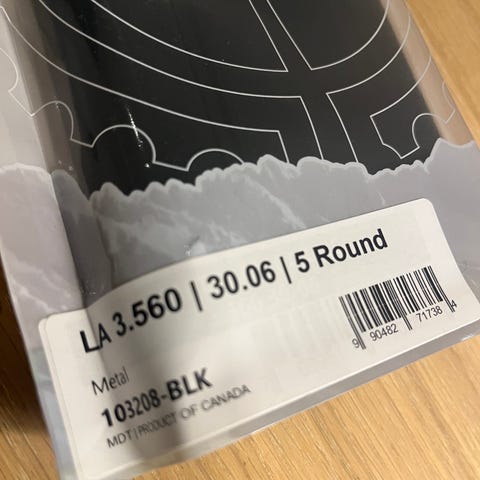 LA 3.560 | 30.06 | 5 Round
Metal
103208-BLK
MDT | PRODUCT OF CANADA
9 90482 71738 4